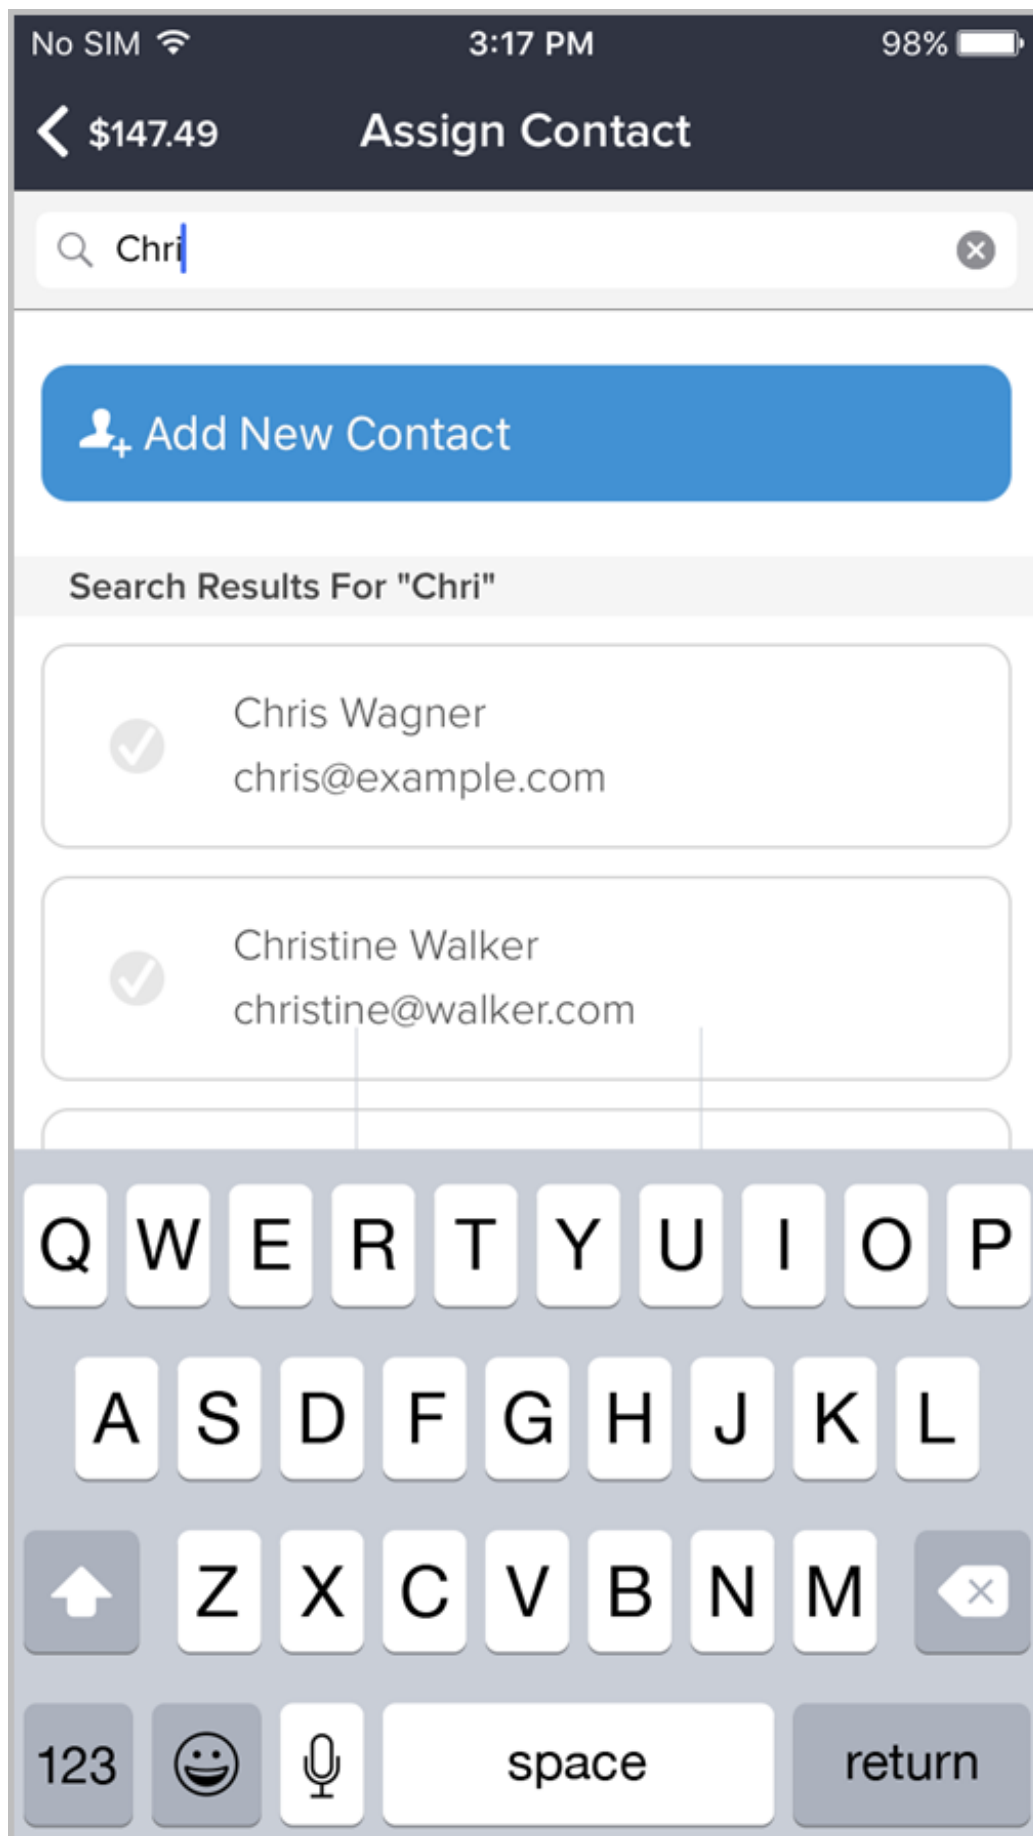 No SIM 3:17 PM 98%
$147.49 Assign Contact
Chri
Add New Contact
Search Results For "Chri"
Chris Wagner
chris@example.com
Christine Walker
christine@walker.com
Q W E R T Y U I O P
A S D F G H J K L
Z X C V B N M
123 space return